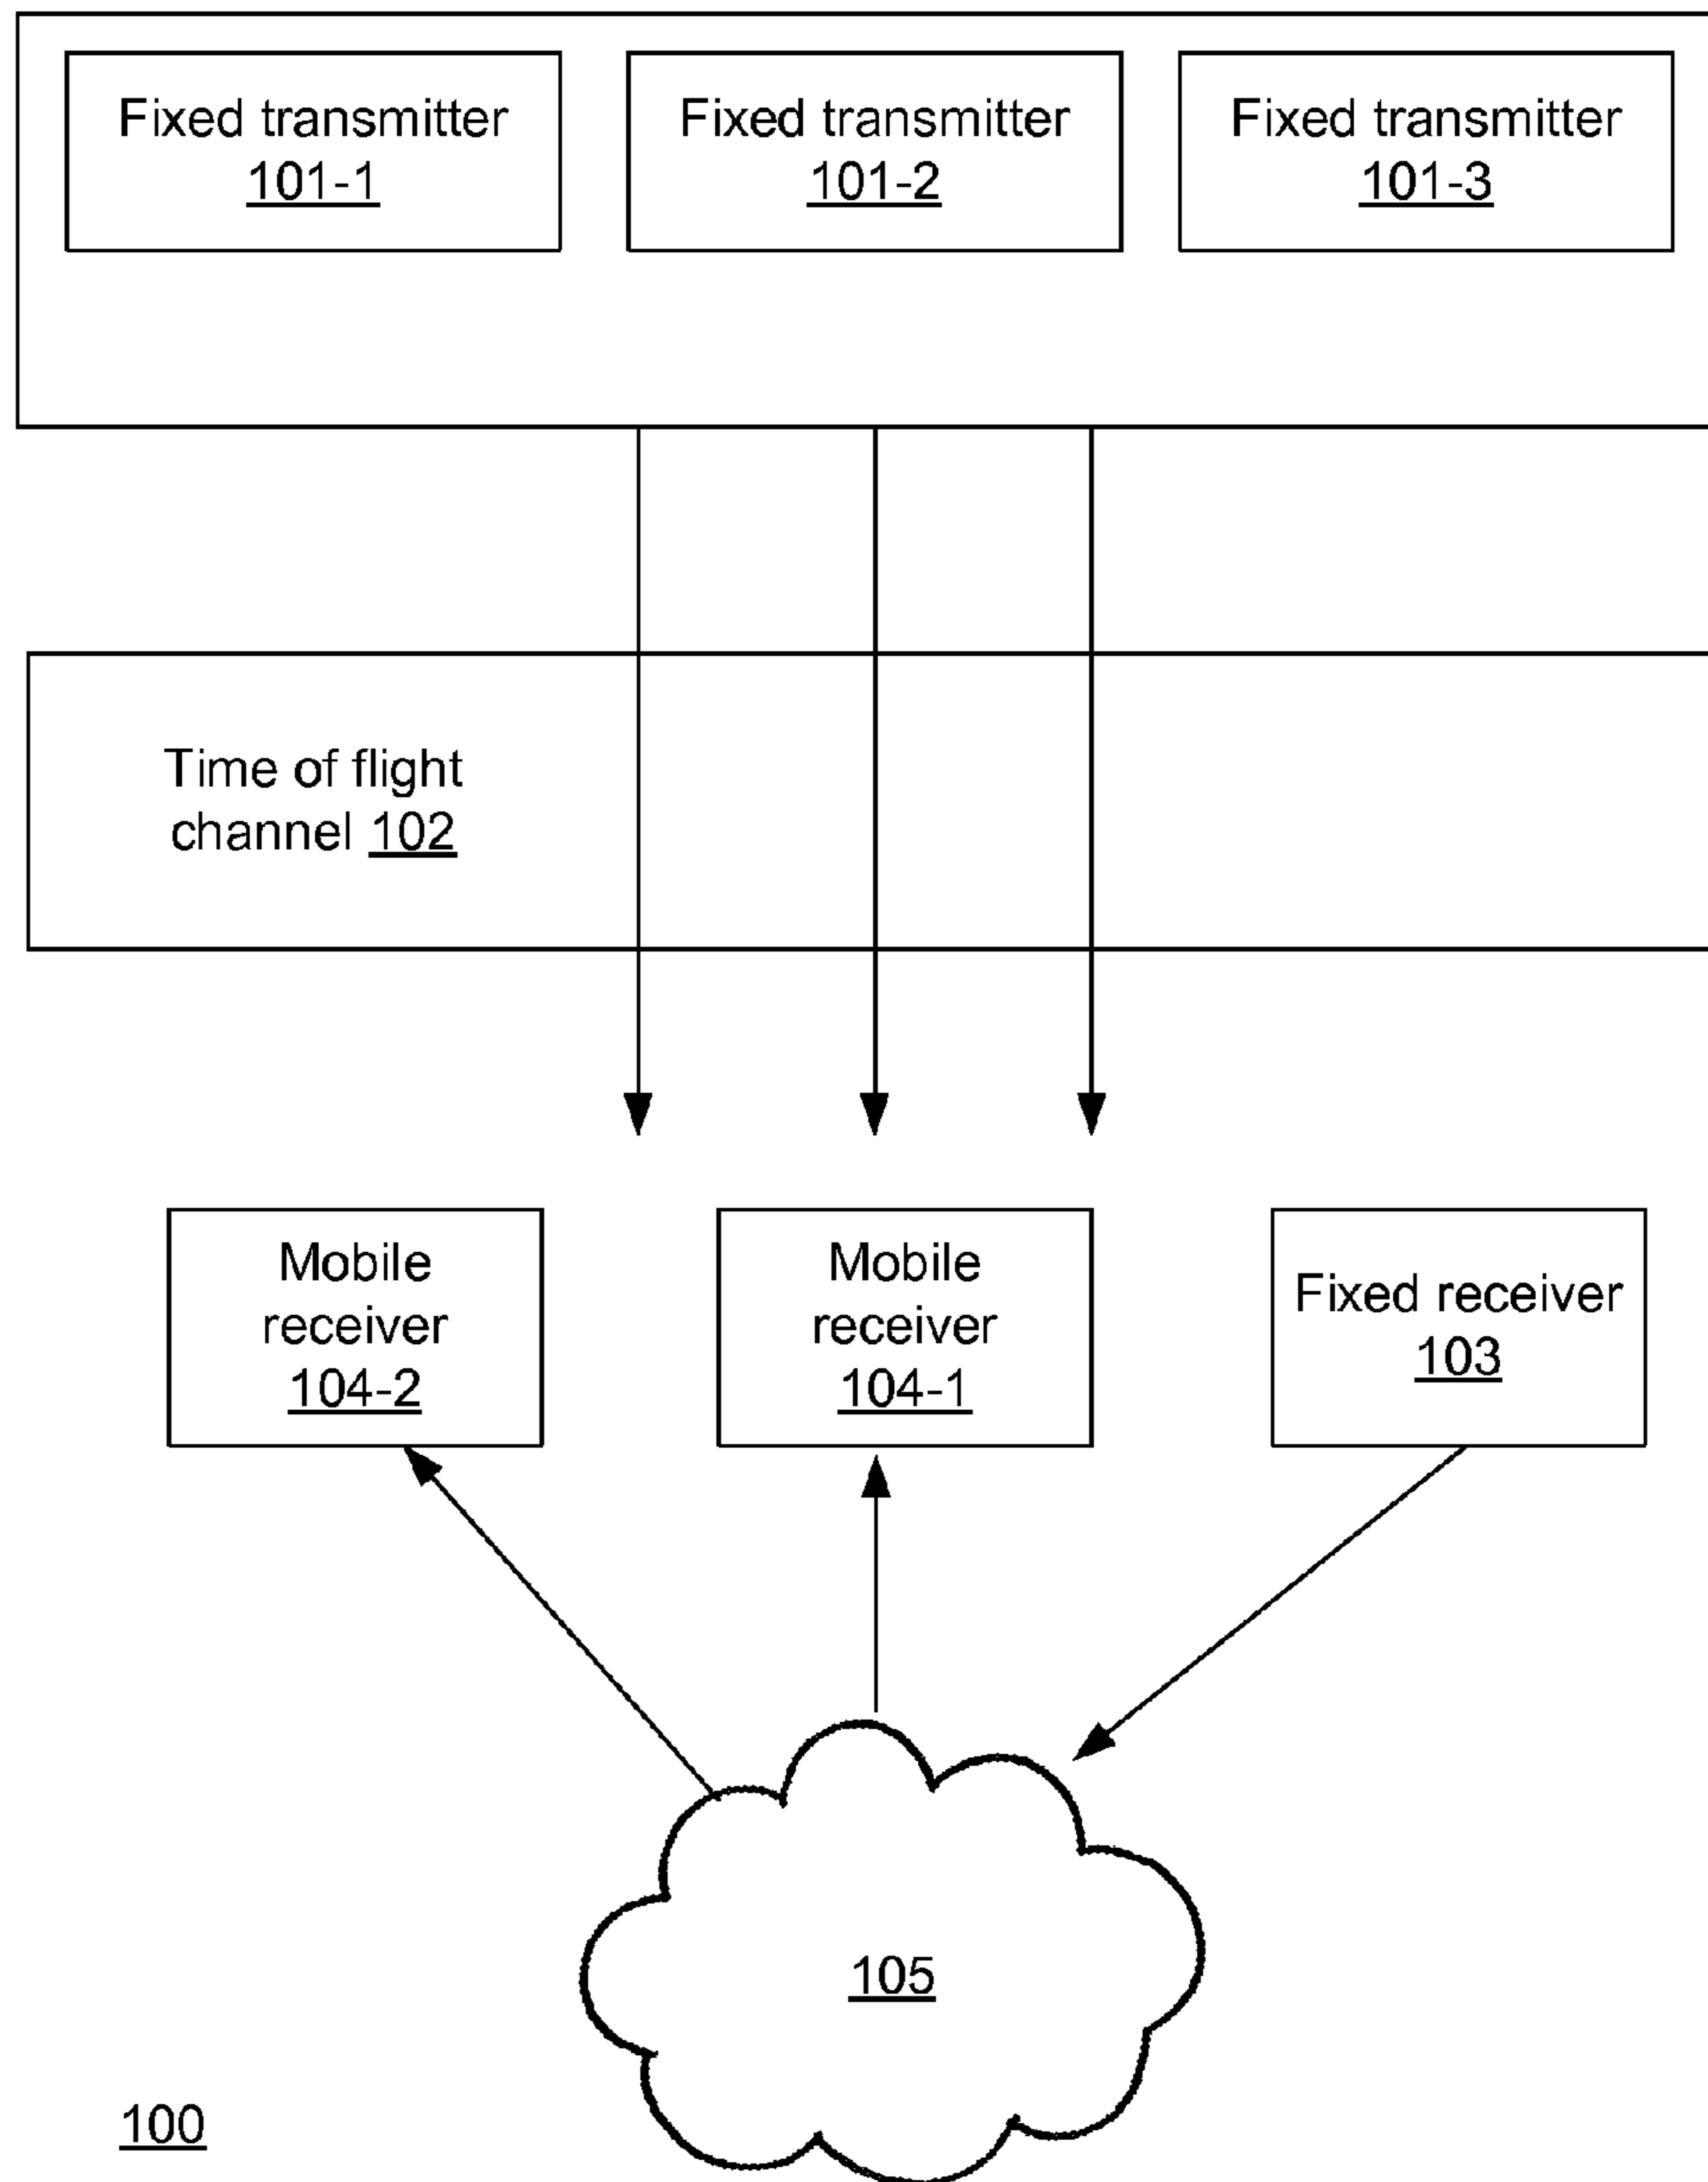 Fixed transmitter
101-1
Fixed transmitter
101-2
Fixed transmitter
101-3
Time of flight
channel 102
Mobile
receiver
104-2
Mobile
receiver
104-1
Fixed receiver
103
105
100